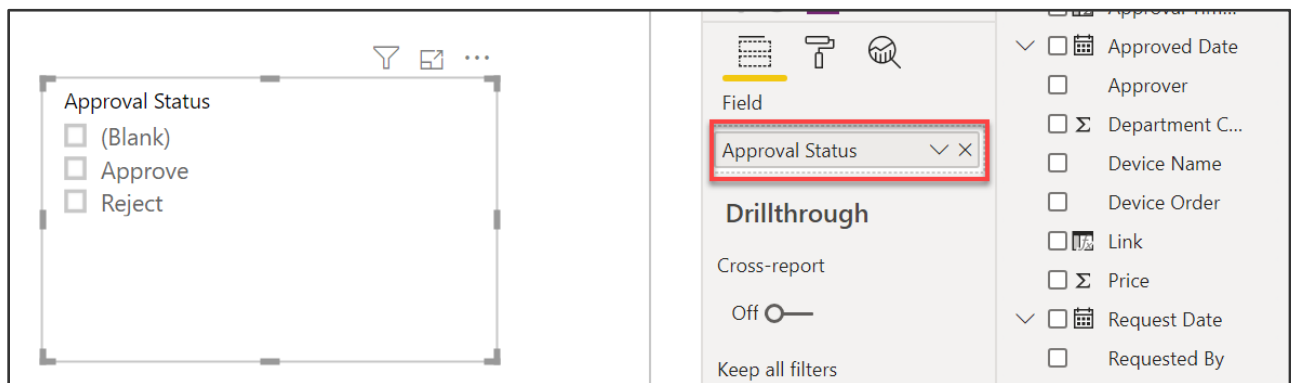 Approval Status
(Blank)
Approve
Reject
Field
Approval Status
Drillthrough
Cross-report
Off
Keep all filters
Approved Date
Approver
Σ Department C...
Device Name
Device Order
Link
Σ Price
Request Date
Requested By